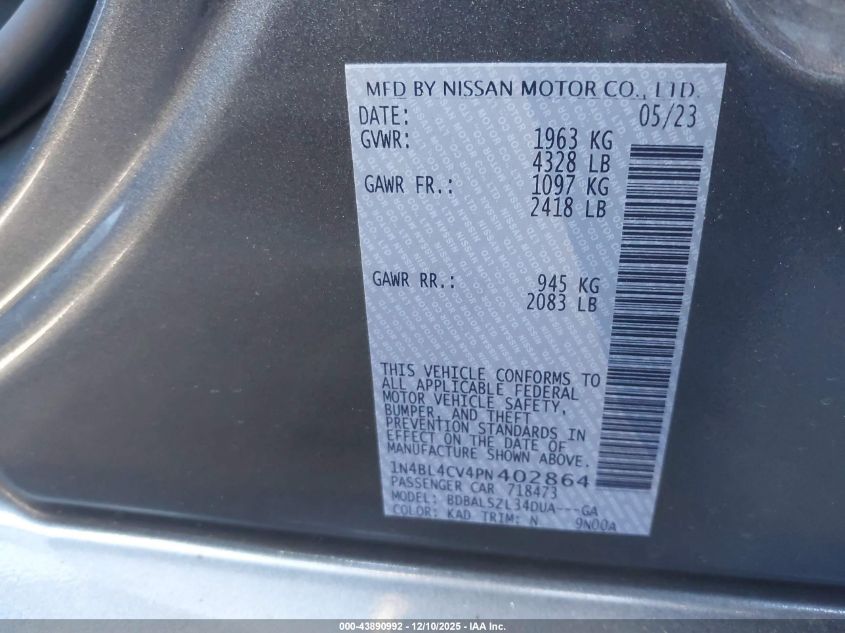 MFD BY NISSAN MOTOR CO., LTD.
DATE: 05/23
GVWR: 1963 KG
4328 LB
GAWR FR.: 1097 KG
2418 LB
GAWR RR.: 945 KG
2083 LB
THIS VEHICLE CONFORMS TO
ALL APPLICABLE FEDERAL
MOTOR VEHICLE SAFETY,
BUMPER, AND THEFT
PREVENTION STANDARDS IN
EFFECT ON THE DATE OF
MANUFACTURE SHOWN ABOVE.
1N4BL4CV4PN402864
PASSENGER CAR 718473
MODEL: BDBALSZL34DUA---GA
COLOR: KAD TRIM: N 9N00A
000-43890992 - 12/10/2025 - IAA Inc.